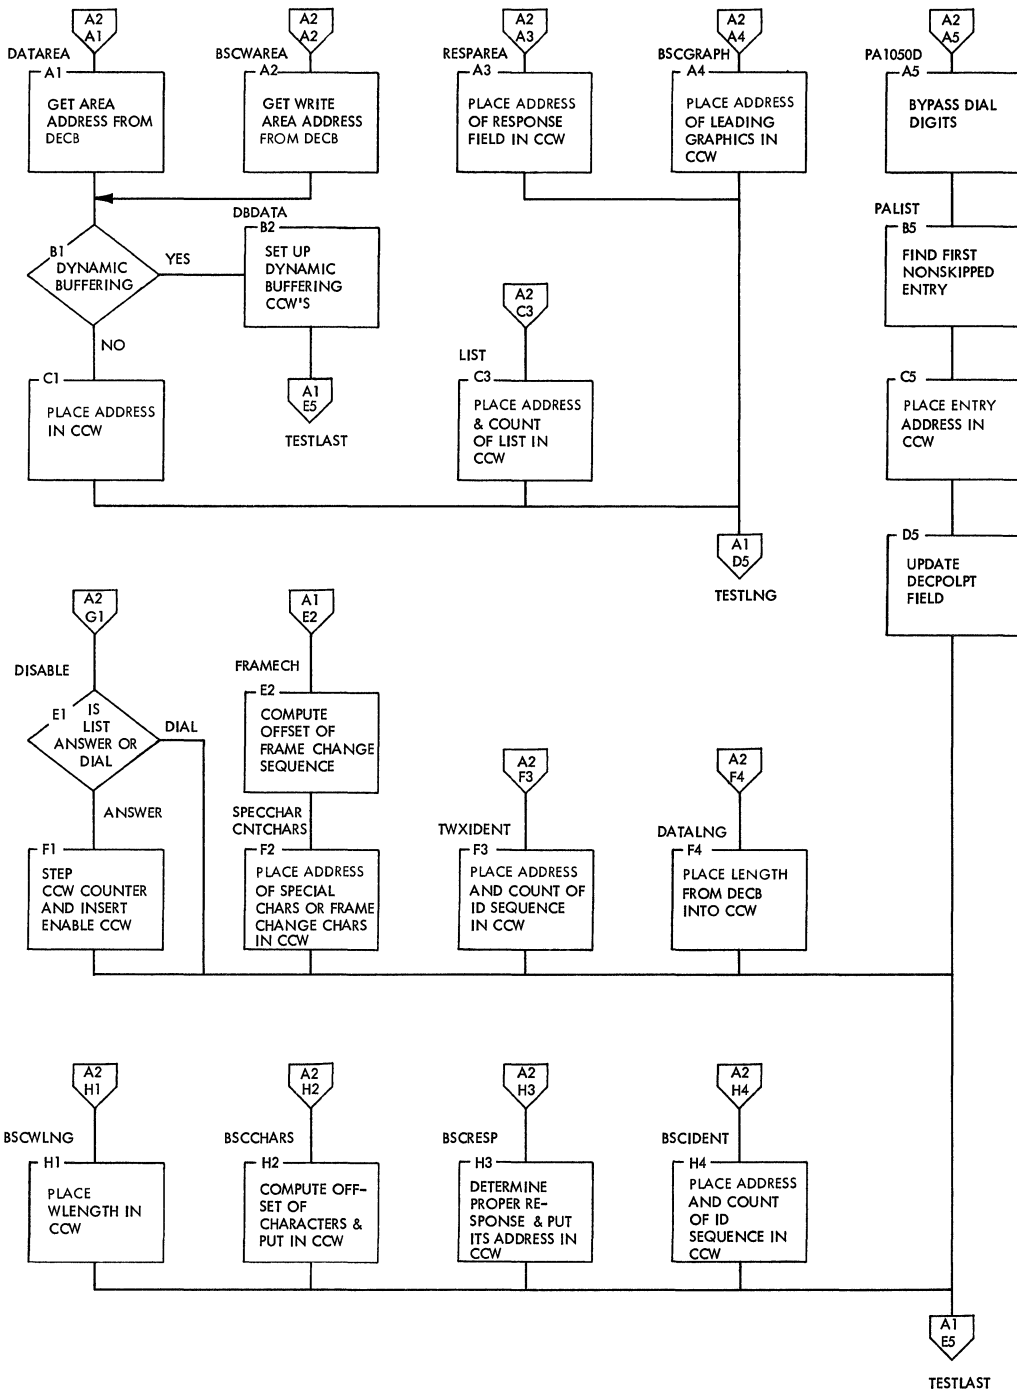 A2
A1
DATAREA
A1
GET AREA
ADDRESS FROM
DECB
A2
A2
BSCWAREA
A2
GET WRITE
AREA ADDRESS
FROM DECB
A2
A3
RESPAREA
A3
PLACE ADDRESS
OF RESPONSE
FIELD IN CCW
A2
A4
BSCGRAPH
A4
PLACE ADDRESS
OF LEADING
GRAPHICS IN
CCW
A2
A5
PA1050D
A5
BYPASS DIAL
DIGITS
B1
DYNAMIC
BUFFERING
YES
NO
DBDATA
B2
SET UP
DYNAMIC
BUFFERING
CCW'S
PALIST
B5
FIND FIRST
NONSKIPPED
ENTRY
C1
PLACE ADDRESS
IN CCW
A1
E5
TESTLAST
A2
C3
LIST
C3
PLACE ADDRESS
& COUNT
OF LIST IN
CCW
C5
PLACE ENTRY
ADDRESS IN
CCW
A1
D5
TESTLNG
D5
UPDATE
DECPOLPT
FIELD
A2
G1
DISABLE
E1
IS
LIST
ANSWER OR
DIAL
DIAL
ANSWER
F1
STEP
CCW COUNTER
AND INSERT
ENABLE CCW
A1
E2
FRAMECH
E2
COMPUTE
OFFSET OF
FRAME CHANGE
SEQUENCE
SPECCHAR
CNTCHARS
F2
PLACE ADDRESS
OF SPECIAL
CHARS OR FRAME
CHANGE CHARS
IN CCW
A2
F3
TWXIDENT
F3
PLACE ADDRESS
AND COUNT OF
ID SEQUENCE
IN CCW
A2
F4
DATALNG
F4
PLACE LENGTH
FROM DECB
INTO CCW
A2
H1
BSCWLNG
H1
PLACE
WLENGTH IN
CCW
A2
H2
BSCCHARS
H2
COMPUTE OFF-
SET OF
CHARACTERS &
PUT IN CCW
A2
H3
BSCRESP
H3
DETERMINE
PROPER RE-
SPONSE & PUT
ITS ADDRESS IN
CCW
A2
H4
BSCIDENT
H4
PLACE ADDRESS
AND COUNT
OF ID
SEQUENCE IN
CCW
A1
E5
TESTLAST